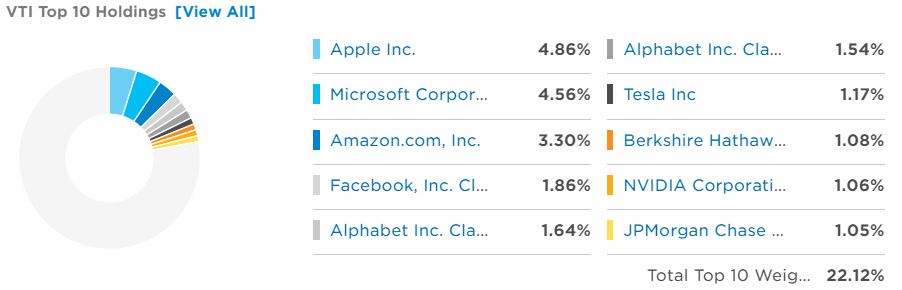 VTI Top 10 Holdings [View All]
Apple Inc. 4.86%
Microsoft Corpor... 4.56%
Amazon.com, Inc. 3.30%
Facebook, Inc. Cl... 1.86%
Alphabet Inc. Cla... 1.64%
Alphabet Inc. Cla... 1.54%
Tesla Inc 1.17%
Berkshire Hathaw... 1.08%
NVIDIA Corporati... 1.06%
JPMorgan Chase ... 1.05%
Total Top 10 Weig... 22.12%